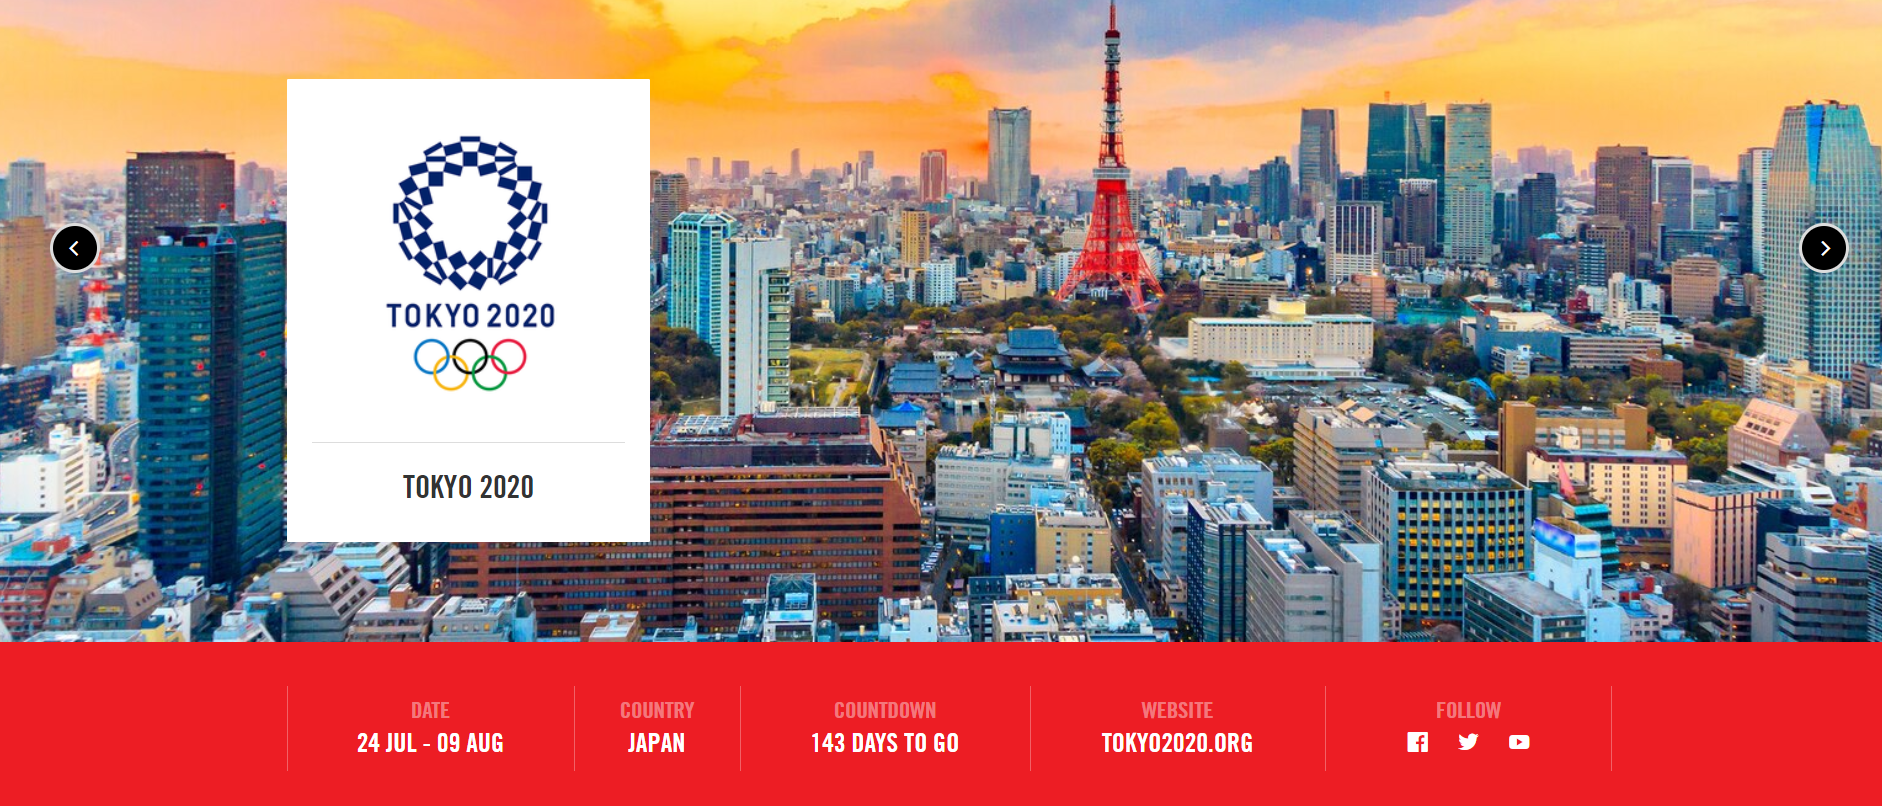 TOKYO 2020
TOKYO 2020
DATE
24 JUL - 09 AUG
COUNTRY
JAPAN
COUNTDOWN
143 DAYS TO GO
WEBSITE
TOKYO2020.ORG
FOLLOW